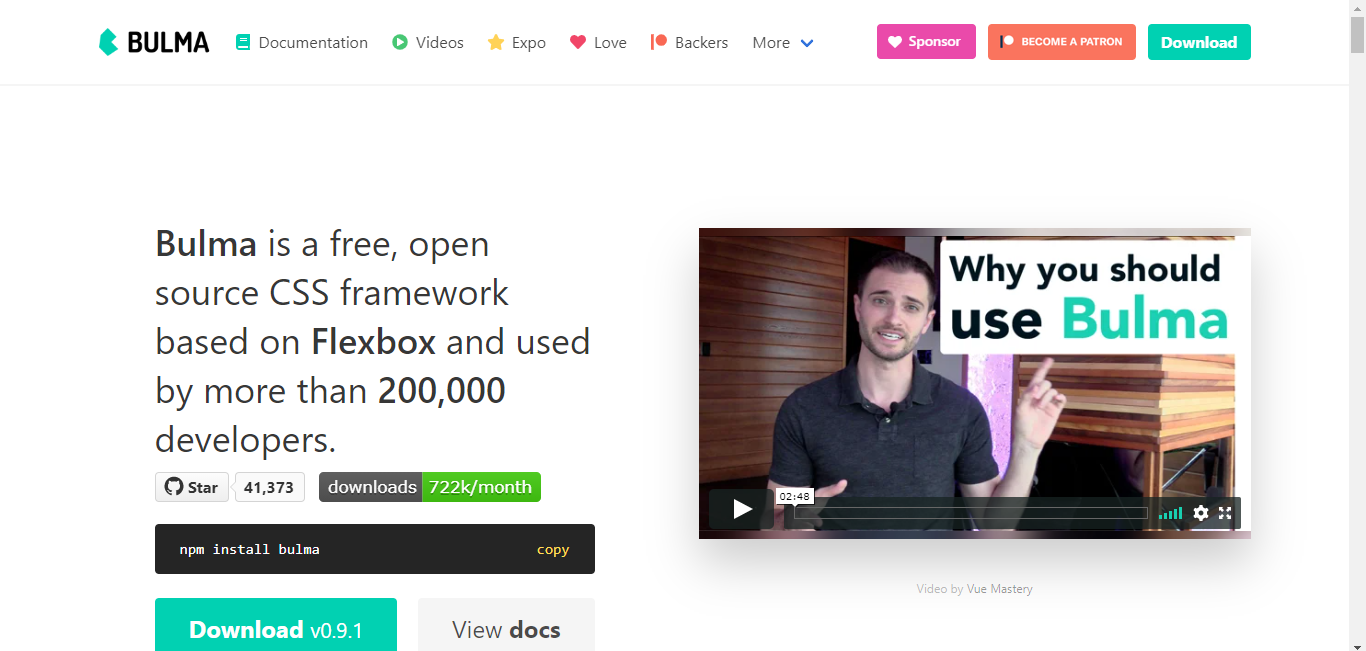 BULMA Documentation Videos Expo Love Backers More Sponsor BECOME A PATRON Download
Bulma is a free, open
source CSS framework
based on Flexbox and used
by more than 200,000
developers.
Star 41,373 downloads 722k/month
npm install bulma copy
Download v0.9.1 View docs
Why you should
use Bulma
02:48
Video by Vue Mastery